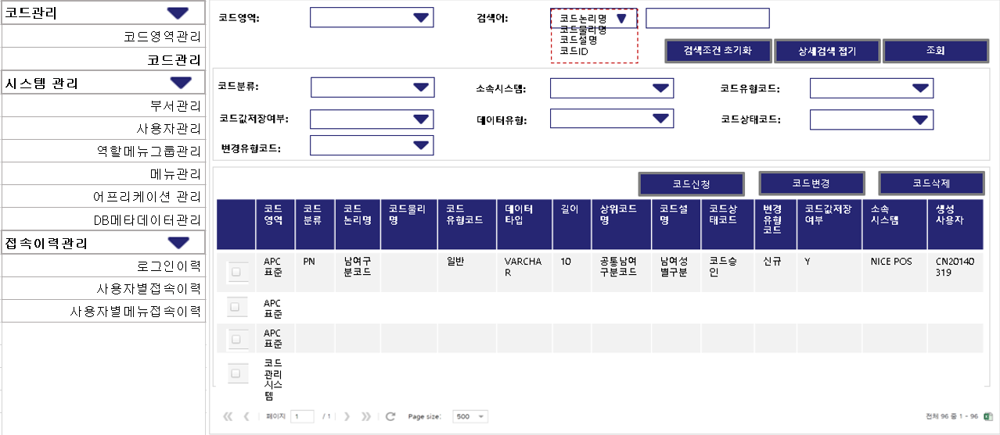 코드관리
코드영역관리
코드관리
시스템 관리
부서관리
사용자관리
역할메뉴그룹관리
메뉴관리
어프리케이션 관리
DB메타데이터관리
접속이력관리
로그인이력
사용자별접속이력
사용자별메뉴접속이력
코드영역:
검색어:
코드논리명
코드물리명
코드설명
코드ID
검색조건 초기화
상세검색 접기
조회
코드분류:
소속시스템:
코드유형코드:
코드값저장여부:
데이터유형:
코드상태코드:
변경유형코드:
코드신청
코드변경
코드삭제
코드 영역
코드 분류
코드 논리명
코드물리명
코드 유형코드
데이터 타입
길이
상위코드명
코드설명
코드상태코드
변경 유형 코드
코드값저장여부
소속 시스템
생성 사용자
APC 표준
PN
남여구분코드
일반
VARCHAR
10
공통남여구분코드
남여성별구분
코드승인
신규
Y
NICE POS
CN20140319
APC 표준
APC 표준
코드 관리 시스템
페이지 1 / 1 Page size: 500
전체 96 중 1 - 96